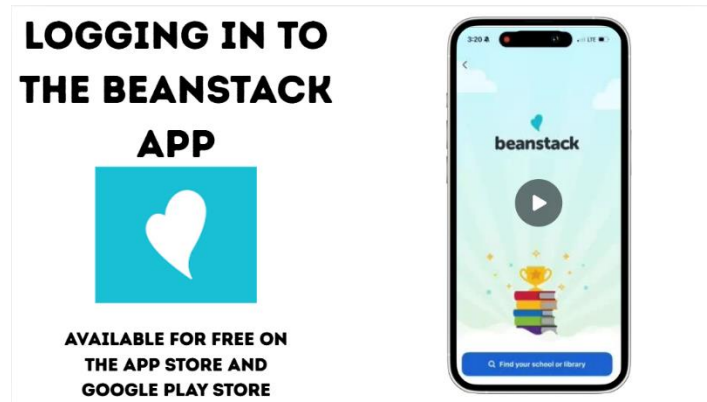 LOGGING IN TO
THE BEANSTACK
APP
AVAILABLE FOR FREE ON
THE APP STORE AND
GOOGLE PLAY STORE
3:20
LTE
beanstack
Find your school or library